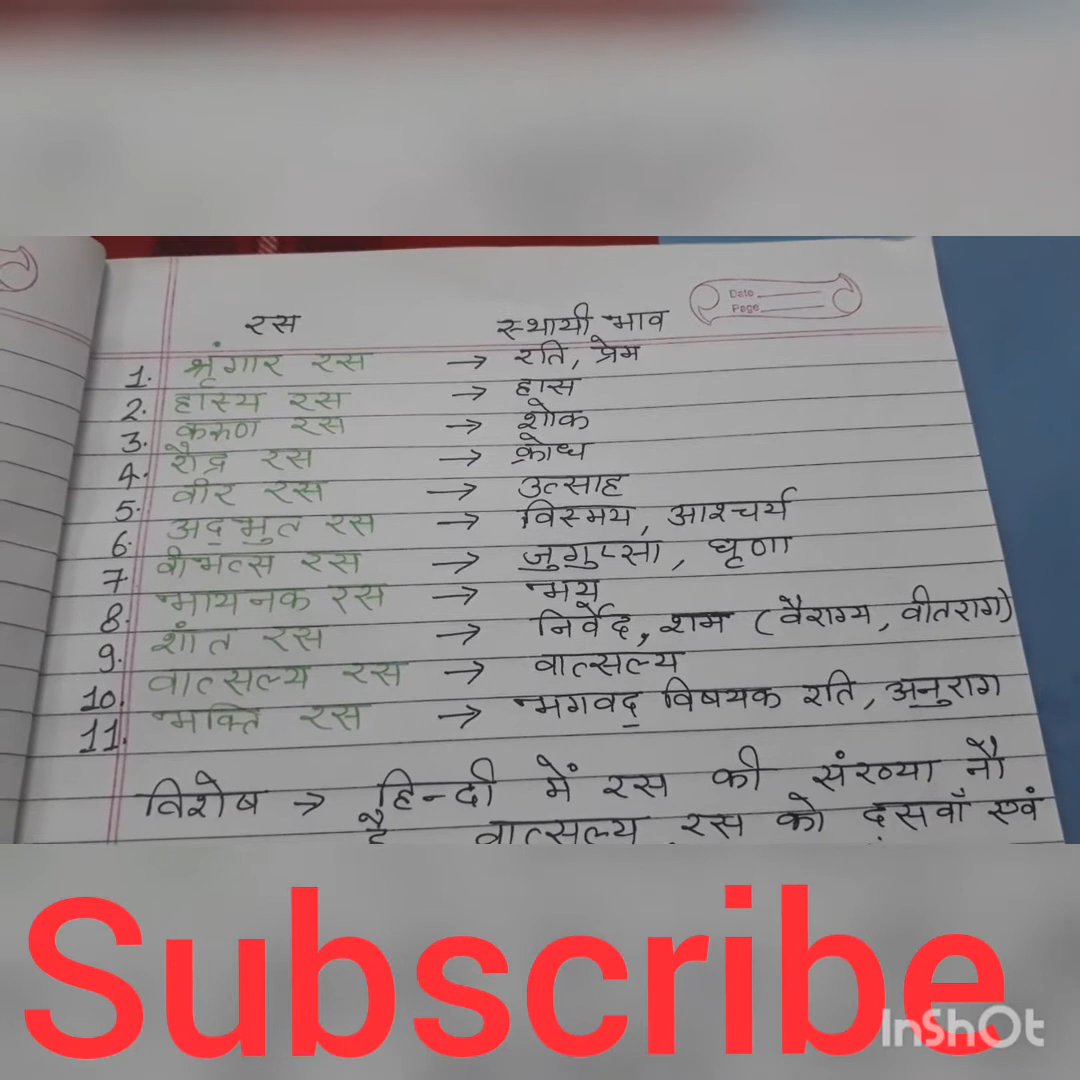 Date
Page
रस स्थायी भाव
1. श्रृंगार रस → रति, प्रेम
2. हास्य रस → हास
3. करुण रस → शोक
4. रौद्र रस → क्रोध
5. वीर रस → उत्साह
6. अद्भुत रस → विस्मय, आश्चर्य
7. वीभत्स रस → जुगुप्सा, घृणा
8. भायनक रस → भय
9. शांत रस → निर्वेद, शम (वैराग्य, वीतराग)
10. वात्सल्य रस → वात्सल्य
11. भक्ति रस → भगवद् विषयक रति, अनुराग
विशेष → हिन्दी में रस की संख्या नौ
है वात्सल्य रस को दसवाँ एवं
Subscribe
InShOt